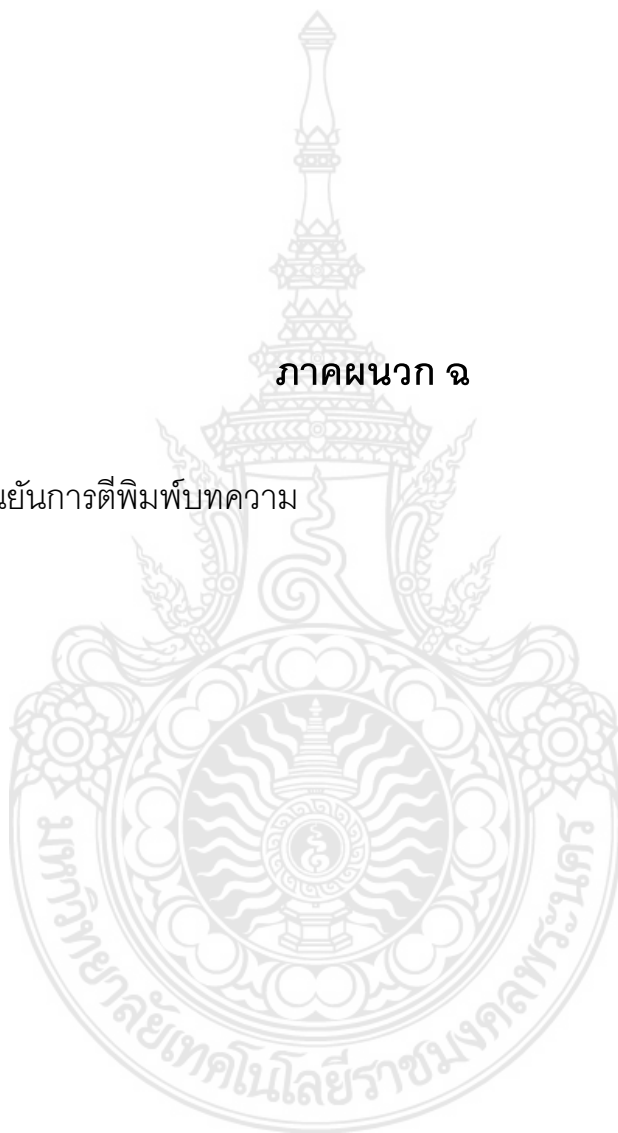 ภาคผนวก ฉ
ยันการตีพิมพ์บทความ
มหาวิทยาลัยเทคโนโลยีราชมงคลพระนคร